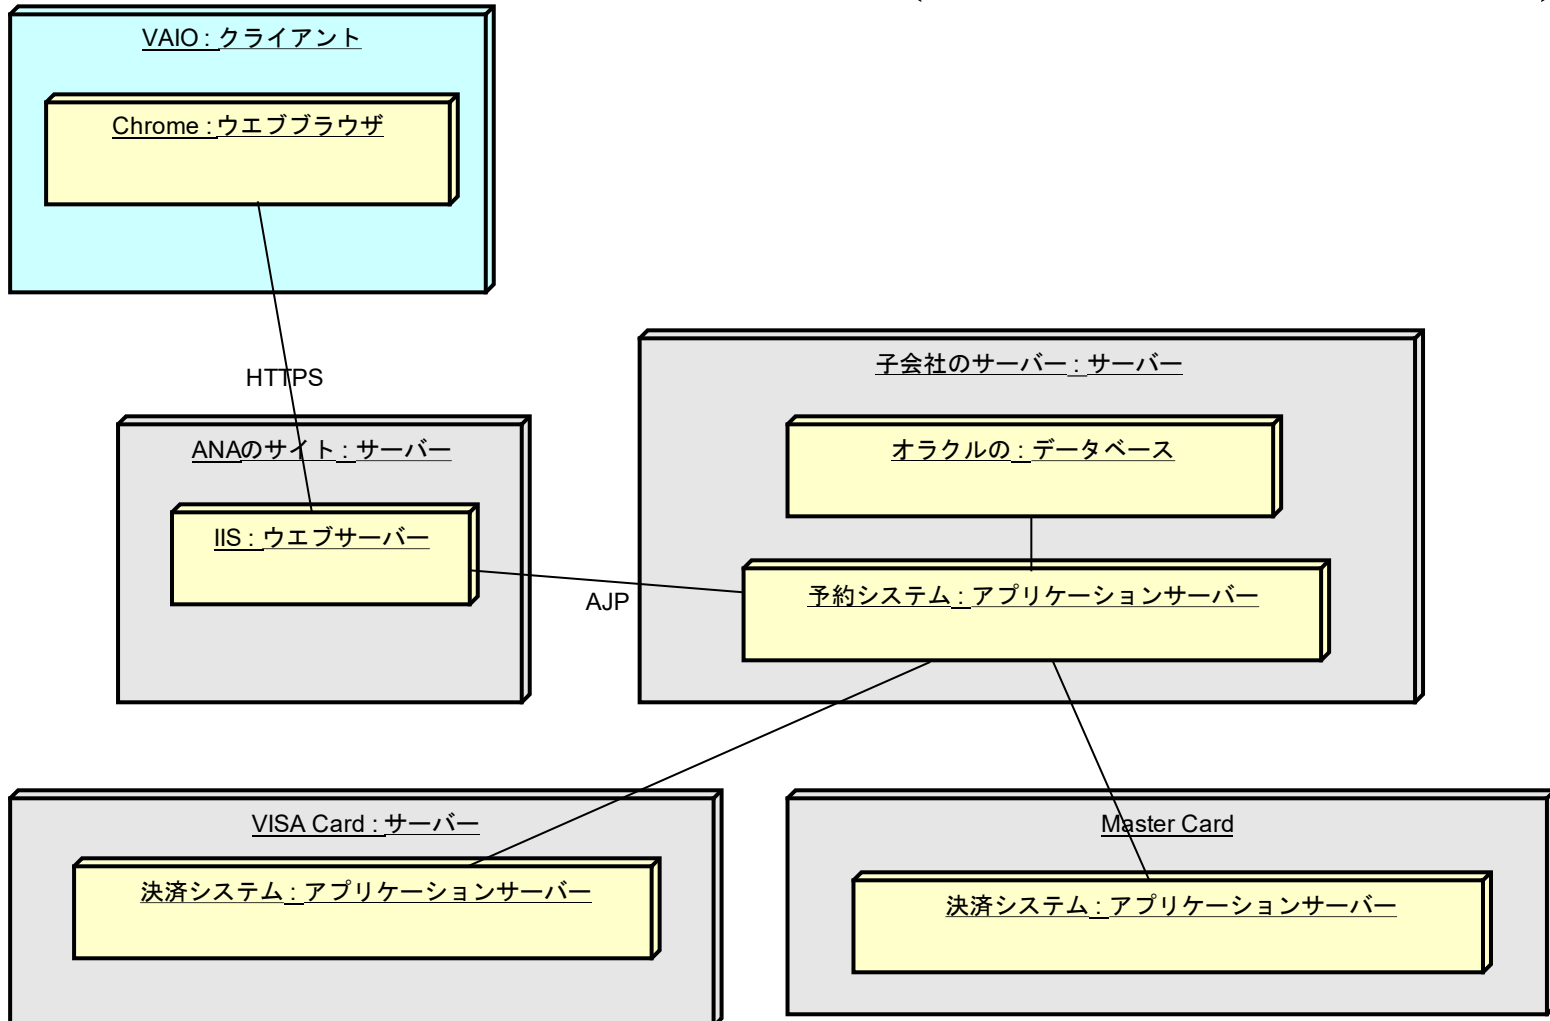 VAIO : クライアント
Chrome : ウエブブラウザ
HTTPS
子会社のサーバー : サーバー
ANAのサイト : サーバー
オラクルの : データベース
IIS : ウエブサーバー
AJP
予約システム : アプリケーションサーバー
VISA Card : サーバー
Master Card
決済システム : アプリケーションサーバー
決済システム : アプリケーションサーバー